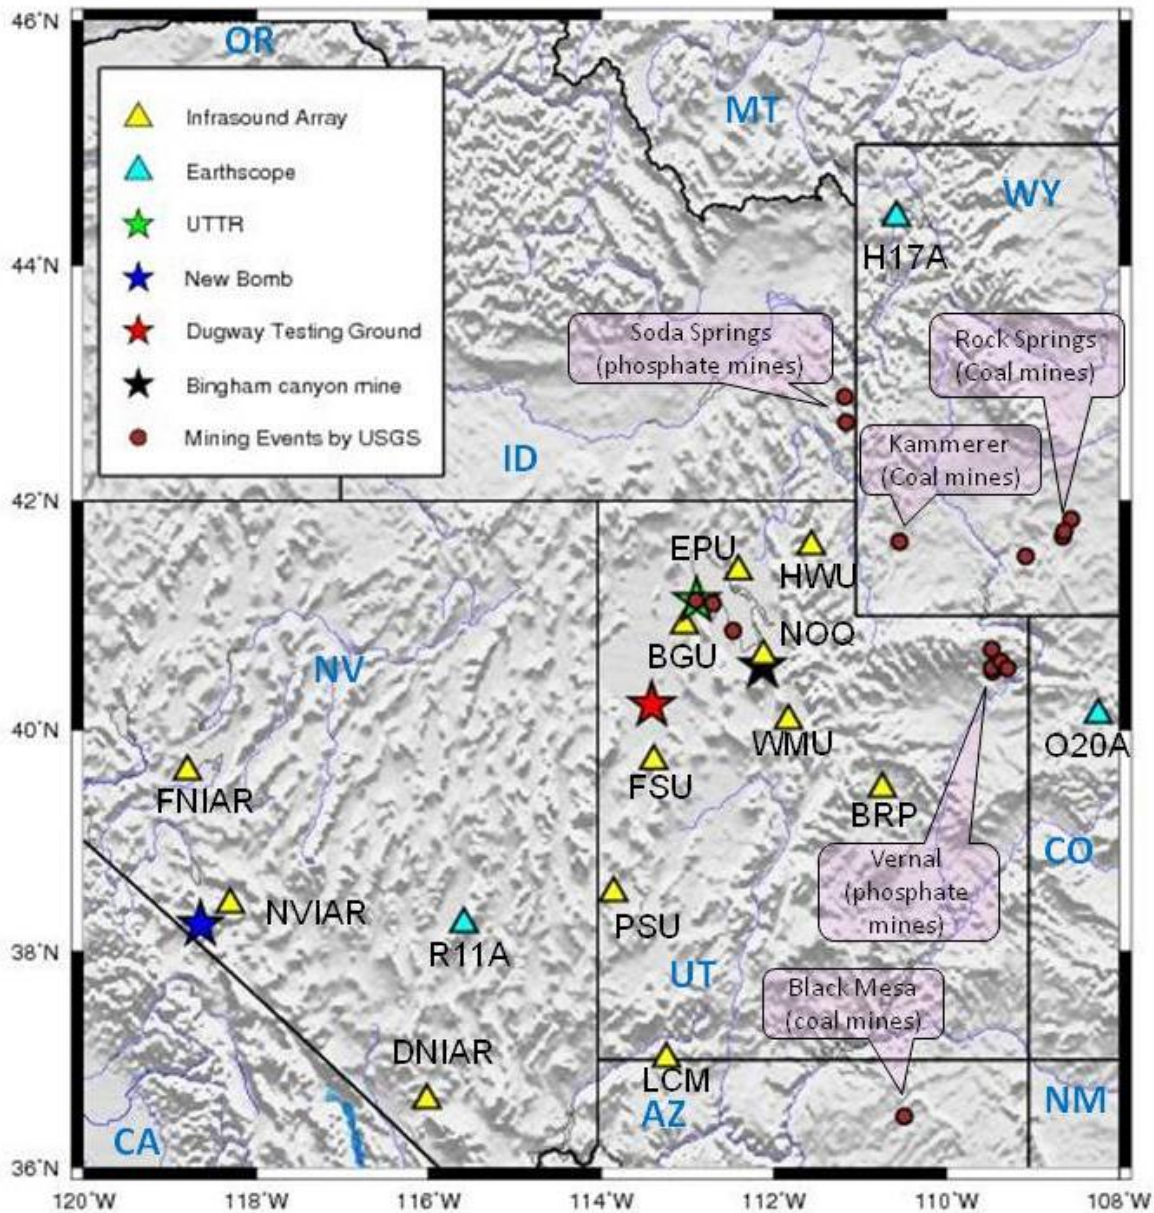 46°N
OR
MT
Infrasound Array
Earthscope
UTTR
New Bomb
Dugway Testing Ground
Bingham canyon mine
Mining Events by USGS
WY
H17A
44°N
Soda Springs
(phosphate mines)
Rock Springs
(Coal mines)
Kammerer
(Coal mines)
ID
42°N
EPU
HWU
NOQ
BGU
NV
40°N
WMU
O20A
FSU
FNIAR
BRP
CO
Vernal
(phosphate
mines)
NVIAR
PSU
R11A
38°N
UT
Black Mesa
(coal mines)
DNIAR
LCM
AZ
NM
CA
36°N
120°W
118°W
116°W
114°W
112°W
110°W
108°W